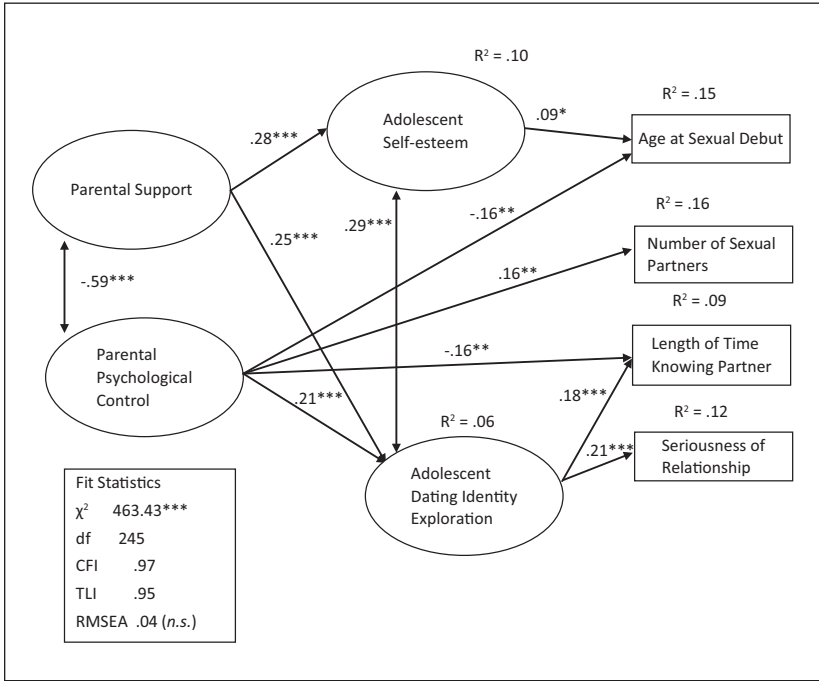 R² = .10
Adolescent
Self-esteem
.09*
R² = .15
Age at Sexual Debut
.28***
Parental Support
-.16**
.25***
.29***
R² = .16
Number of Sexual
Partners
-.59***
.16**
R² = .09
Parental
Psychological
Control
-.16**
Length of Time
Knowing Partner
.21***
.18***
R² = .06
R² = .12
Adolescent
Dating Identity
Exploration
.21***
Seriousness of
Relationship
Fit Statistics
χ² 463.43***
df 245
CFI .97
TLI .95
RMSEA .04 (n.s.)